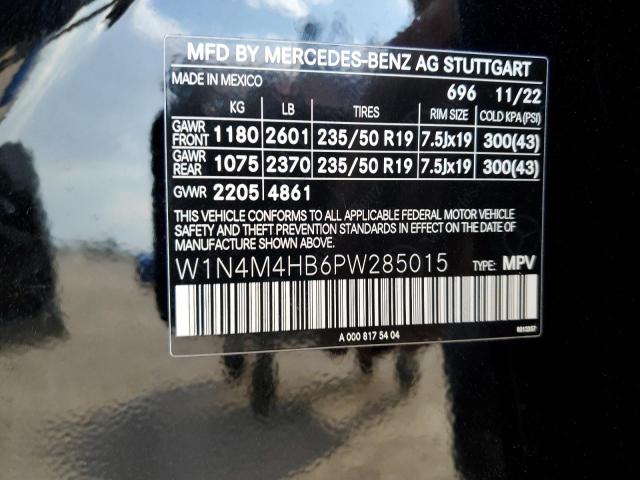 MFD BY MERCEDES-BENZ AG STUTTGART
MADE IN MEXICO 696 11/22
KG LB TIRES RIM SIZE COLD KPA(PSI)
GAWR FRONT 1180 2601 235/50 R19 7.5Jx19 300(43)
GAWR REAR 1075 2370 235/50 R19 7.5Jx19 300(43)
GVWR 2205 4861
THIS VEHICLE CONFORMS TO ALL APPLICABLE FEDERAL MOTOR VEHICLE
SAFETY AND THEFT PREVENTION STANDARDS IN EFFECT ON THE DATE
OF MANUFACTURE SHOWN ABOVE.
W1N4M4HB6PW285015 TYPE: MPV
A 000 817 54 04